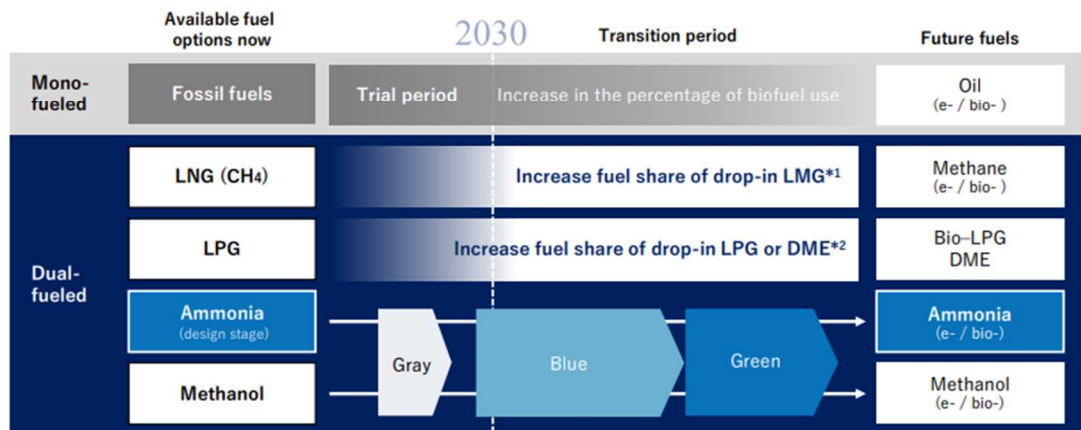 Available fuel
options now
2030
Transition period
Future fuels
Mono-
fueled
Fossil fuels
Trial period
Increase in the percentage of biofuel use
Oil
(e- / bio- )
Dual-
fueled
LNG (CH4)
Increase fuel share of drop-in LMG*1
Methane
(e- / bio- )
LPG
Increase fuel share of drop-in LPG or DME*2
Bio–LPG
DME
Ammonia
(design stage)
Gray
Blue
Green
Ammonia
(e- / bio-)
Methanol
Methanol
(e- / bio-)